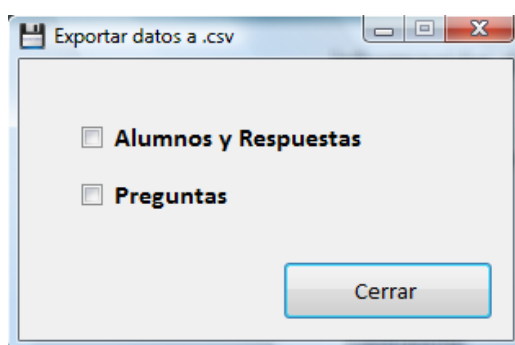 Exportar datos a .csv
Alumnos y Respuestas
Preguntas
Cerrar